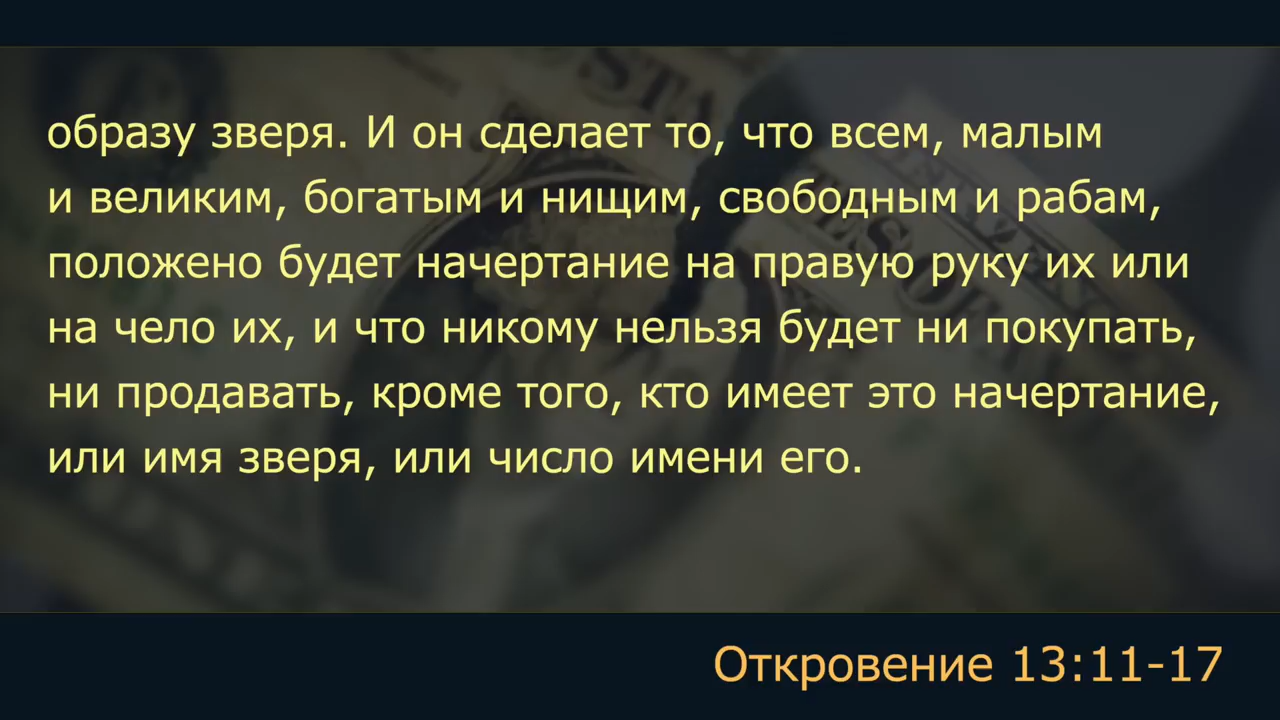 образу зверя. И он сделает то, что всем, малым
и великим, богатым и нищим, свободным и рабам,
положено будет начертание на правую руку их или
на чело их, и что никому нельзя будет ни покупать,
ни продавать, кроме того, кто имеет это начертание,
или имя зверя, или число имени его.
Откровение 13:11-17